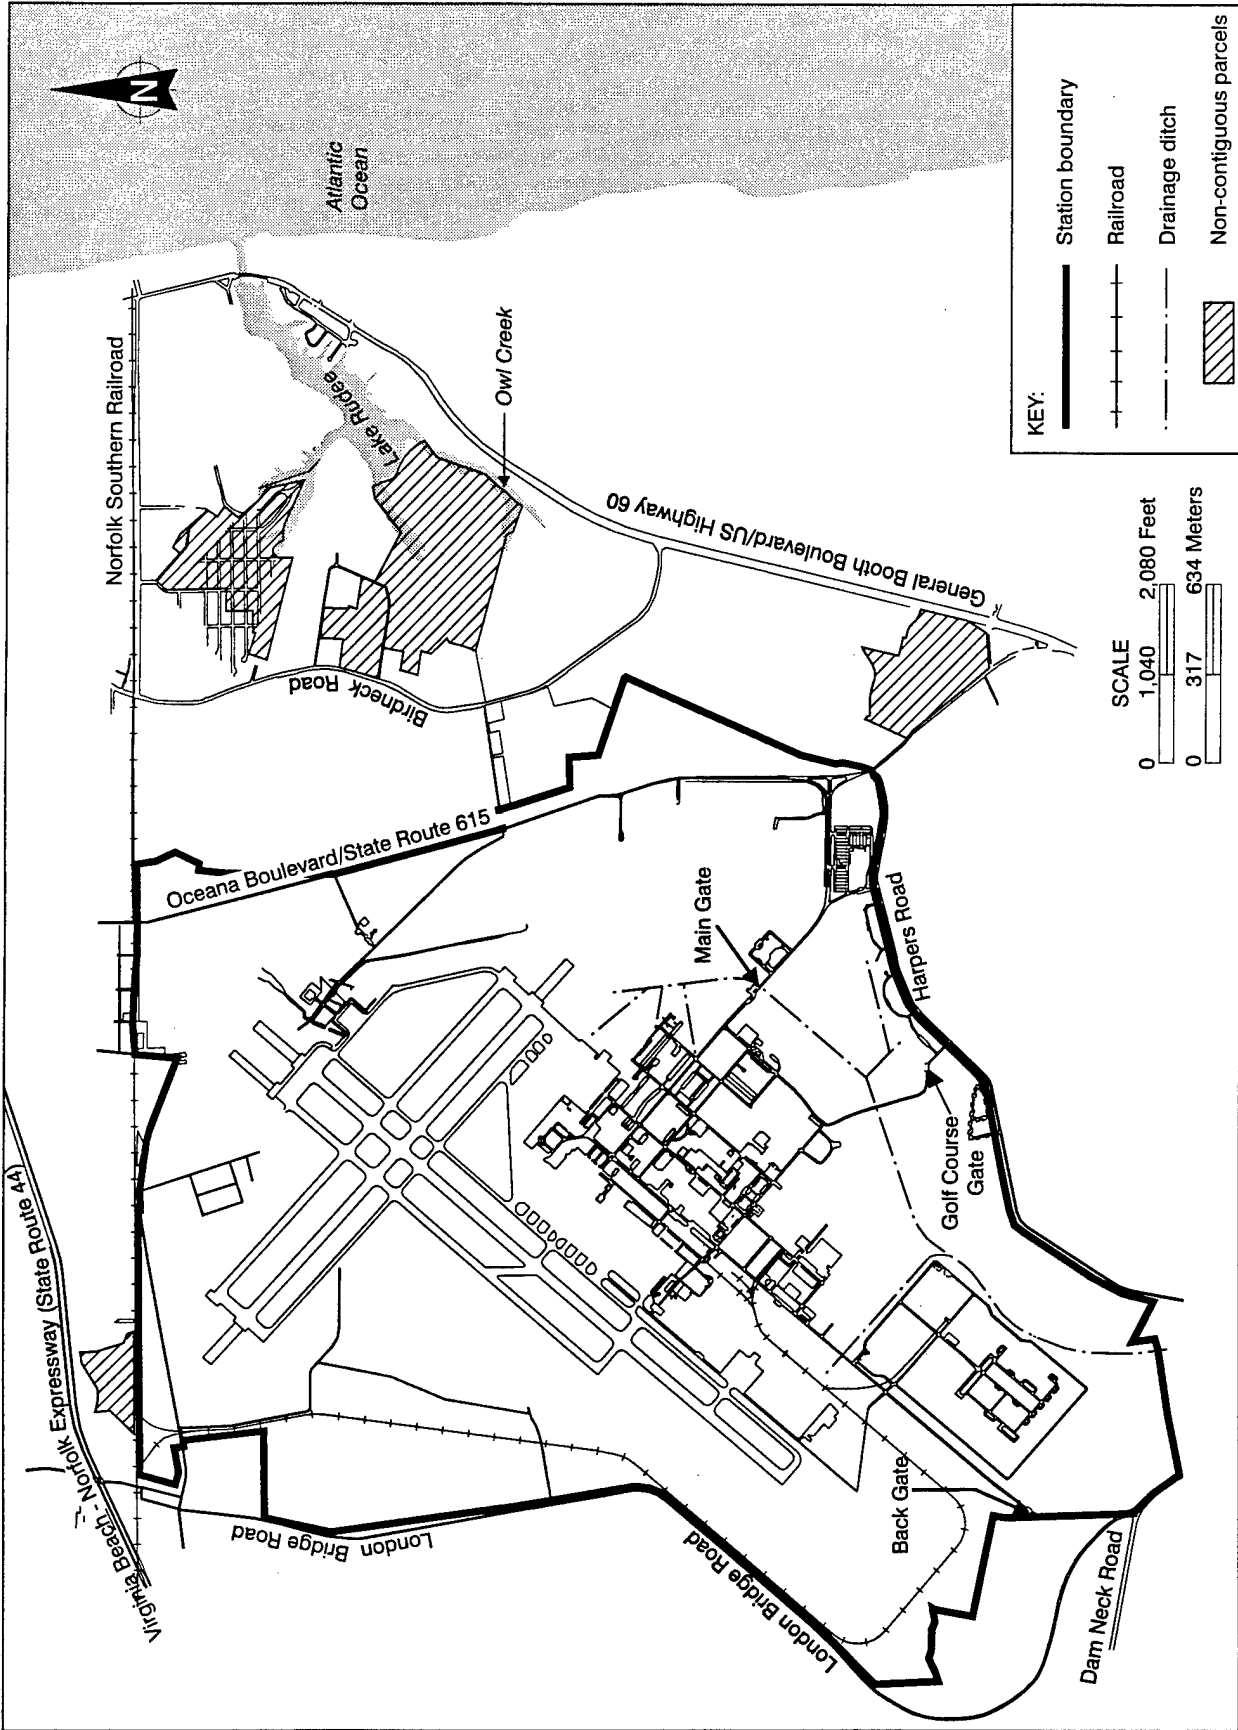 N
Atlantic
Ocean
Norfolk Southern Railroad
Lake Rudee
Owl Creek
General Booth Boulevard/US Highway 60
Birdneck Road
Oceana Boulevard/State Route 615
Virginia Beach - Norfolk Expressway (State Route 44)
Main Gate
Harpers Road
Golf Course
Gate
London
Bridge Road
London Bridge Road
Back Gate
Dam Neck Road
SCALE
0 1,040 2,080 Feet
0 317 634 Meters
KEY:
Station boundary
Railroad
Drainage ditch
Non-contiguous parcels